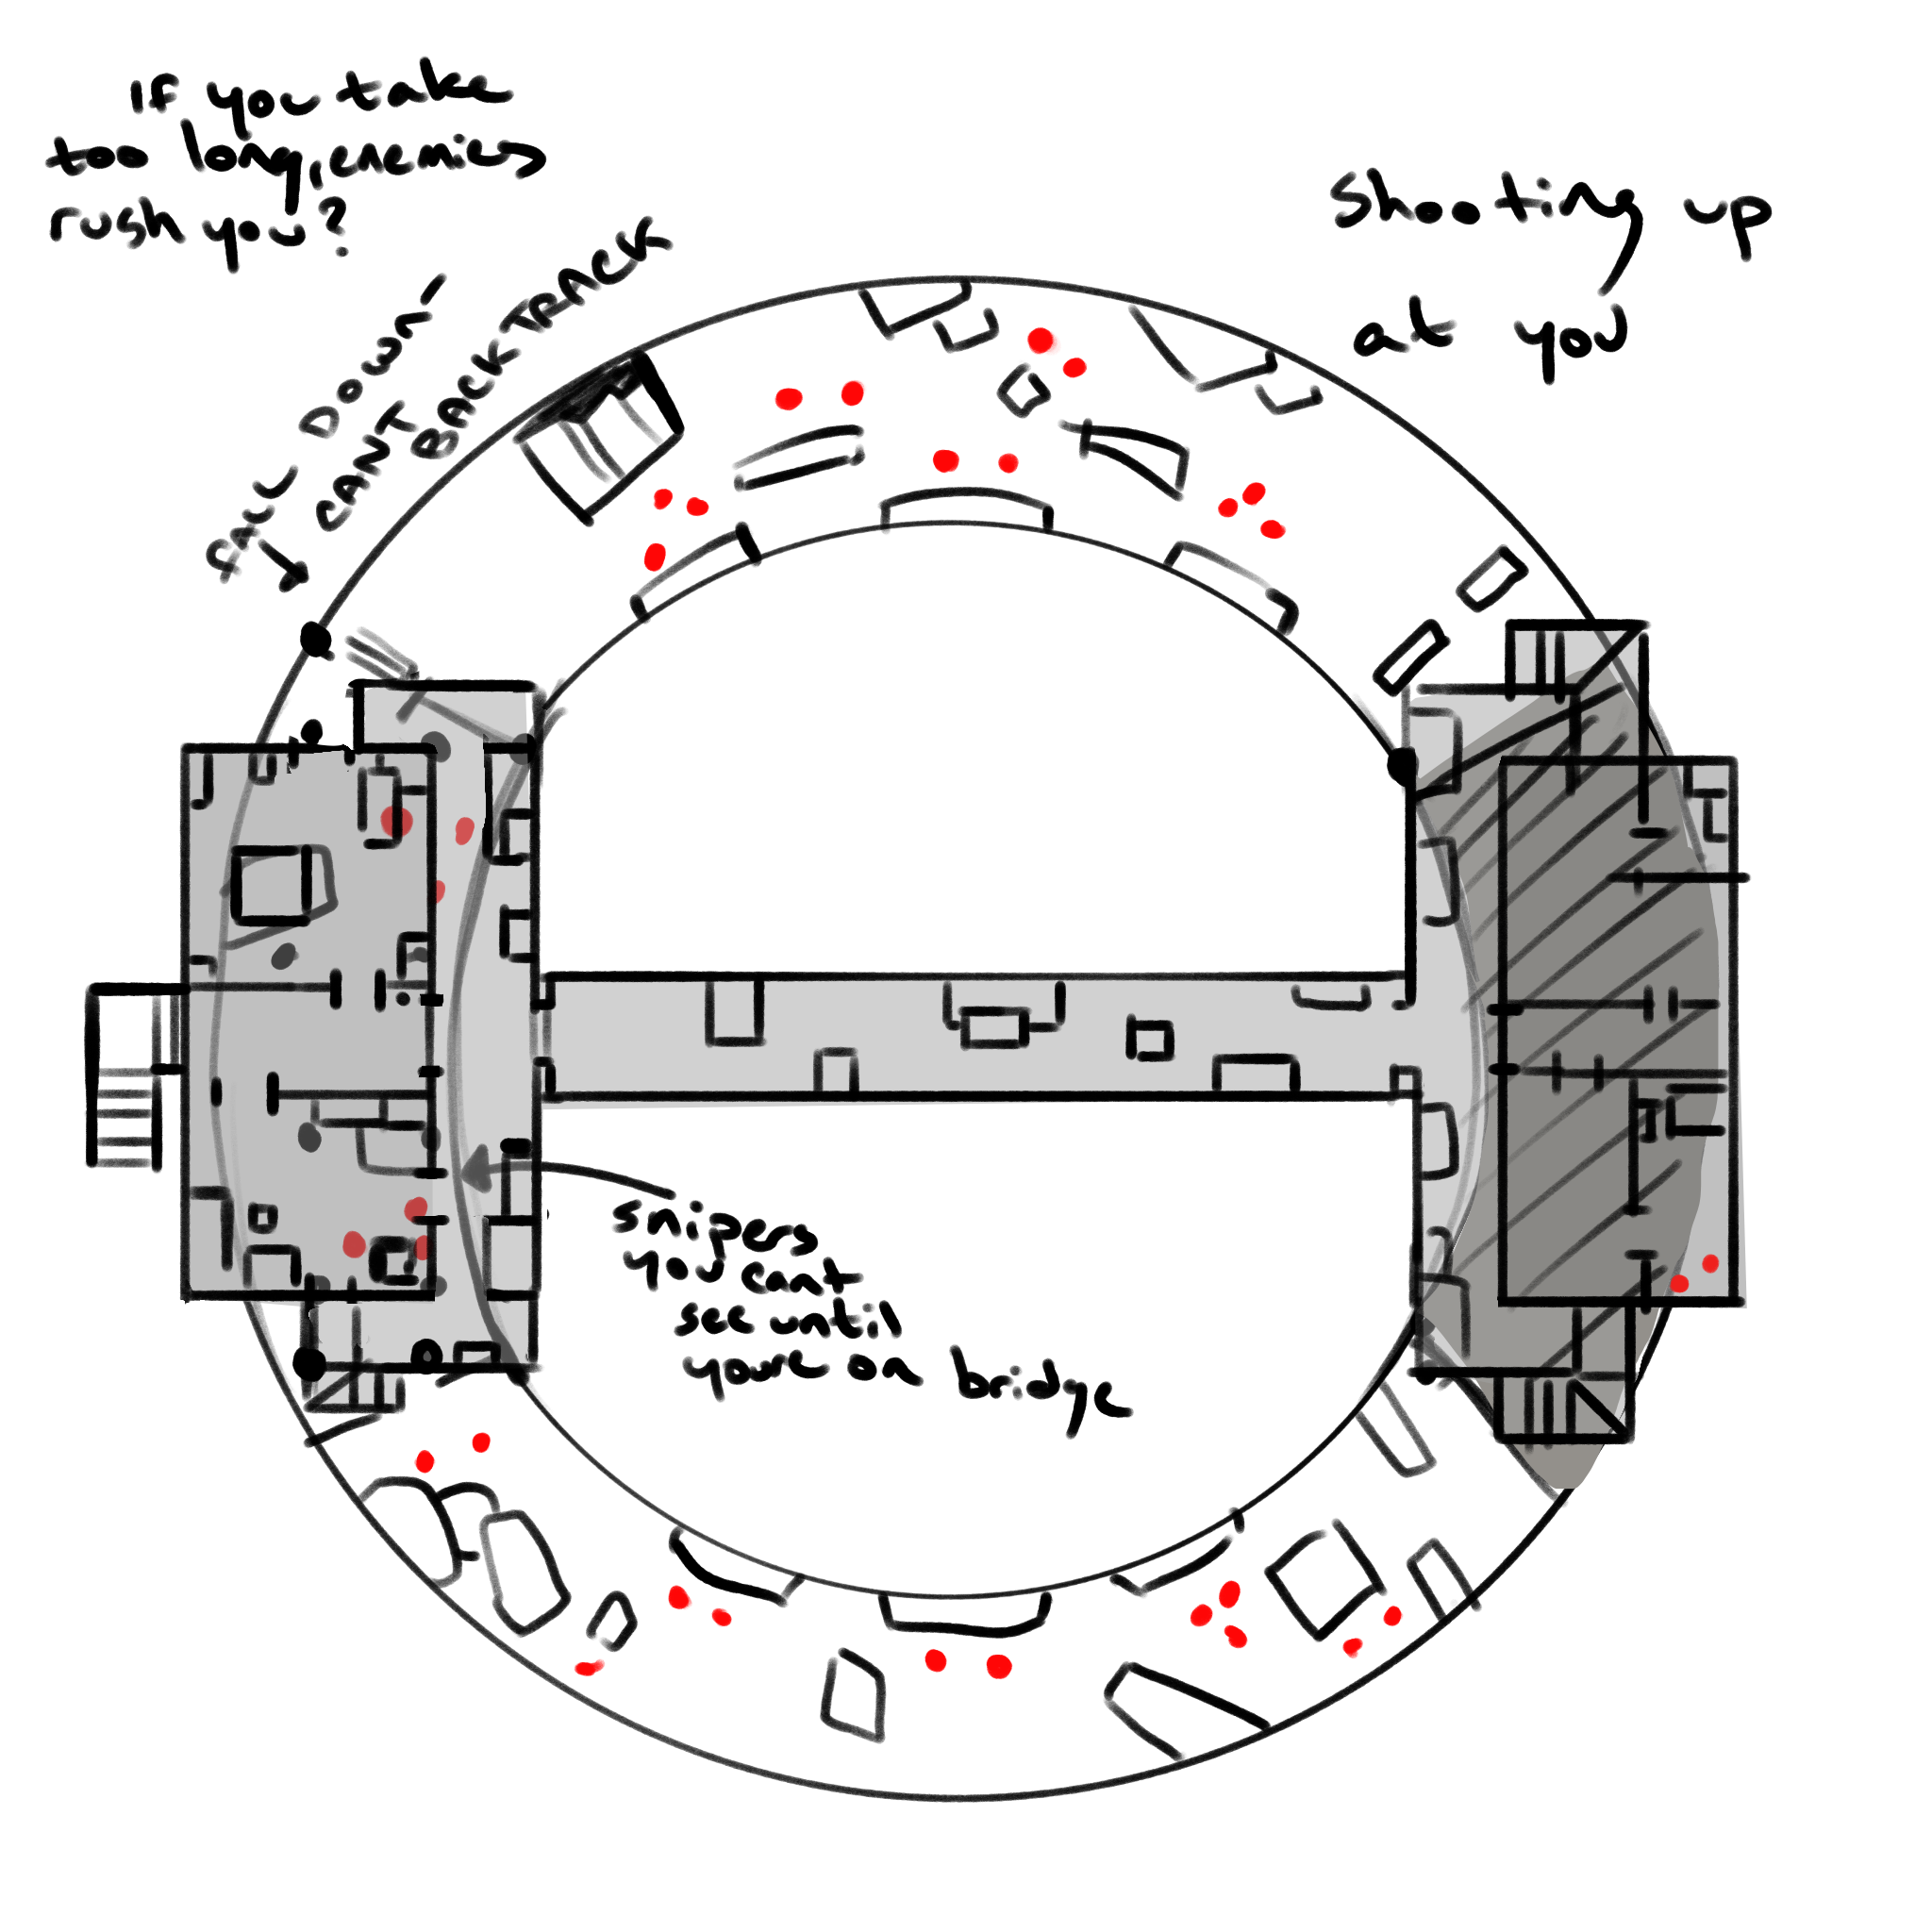 If you take
too long, enemies
rush you?
shooting up
at you
FALL DOWN -
CANT BACKTRACK
snipers
you cant
see until
youre on bridge